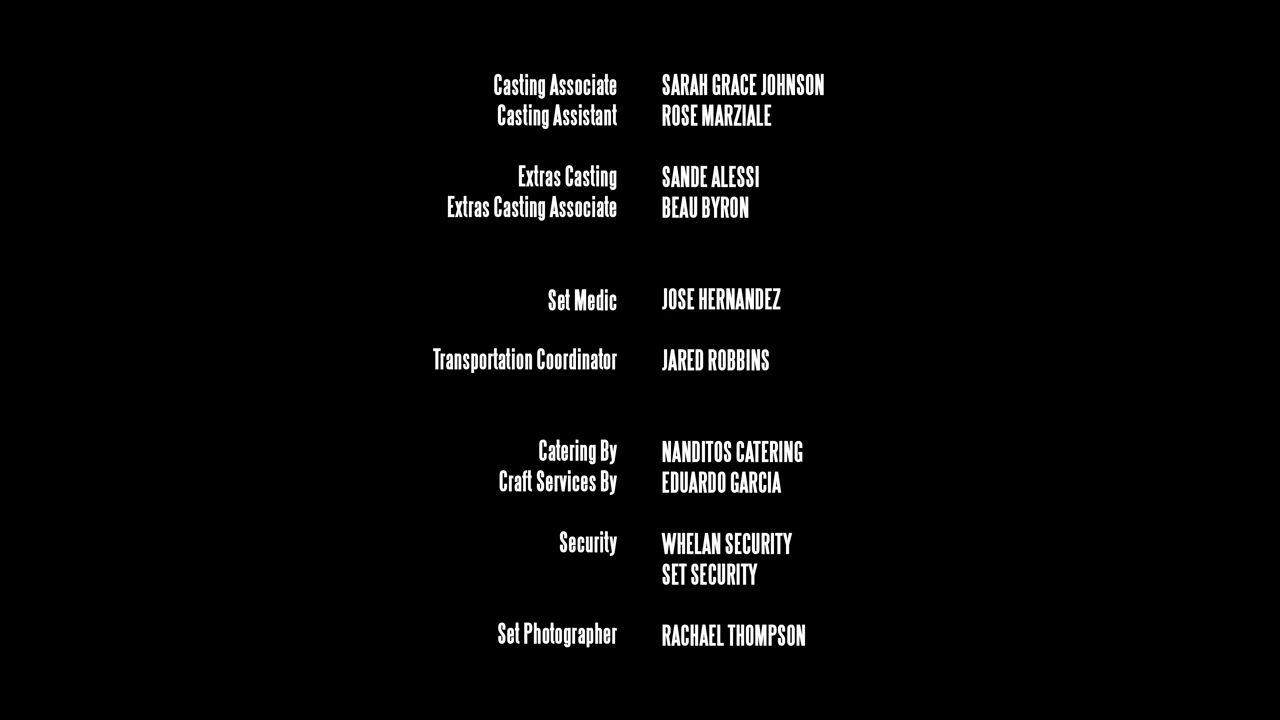 Casting Associate SARAH GRACE JOHNSON
Casting Assistant ROSE MARZIALE
Extras Casting SANDE ALESSI
Extras Casting Associate BEAU BYRON
Set Medic JOSE HERNANDEZ
Transportation Coordinator JARED ROBBINS
Catering By NANDITOS CATERING
Craft Services By EDUARDO GARCIA
Security WHELAN SECURITY
SET SECURITY
Set Photographer RACHAEL THOMPSON